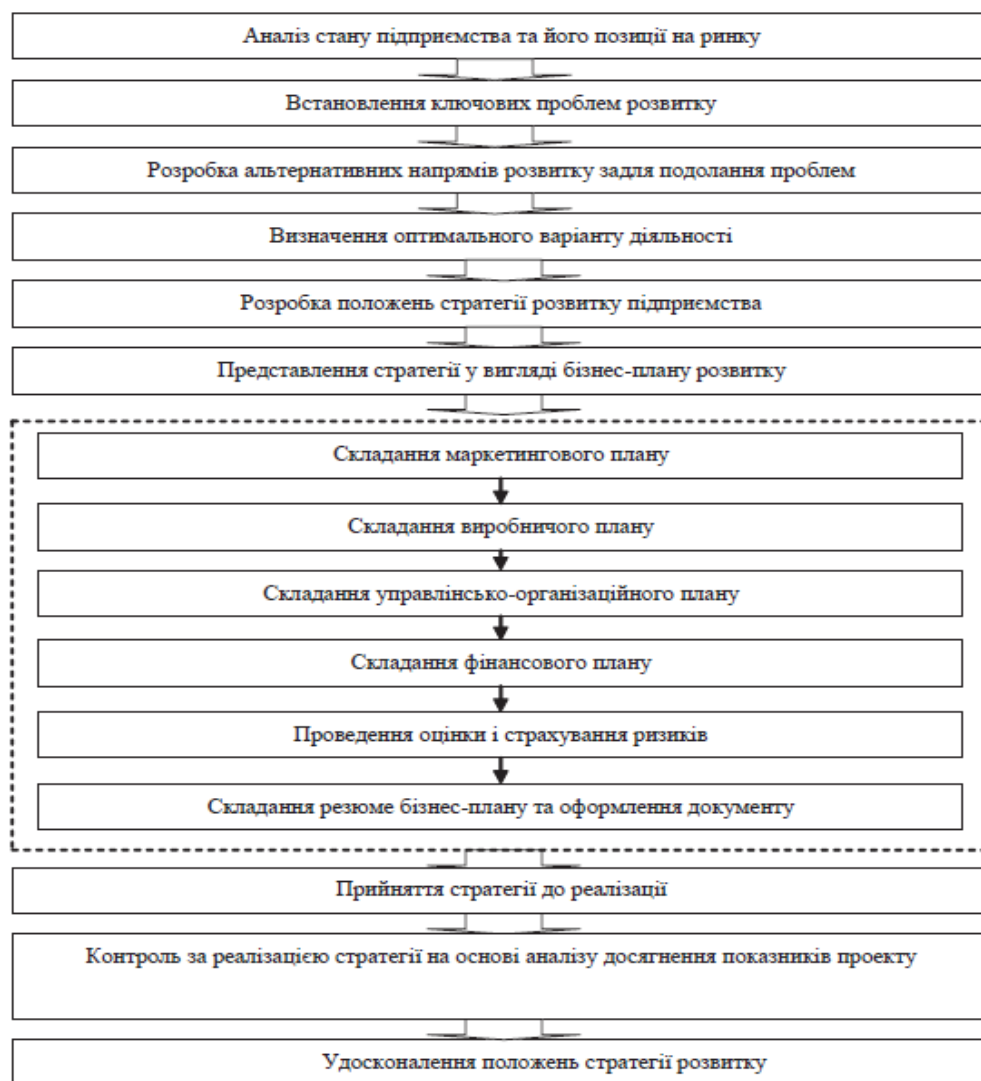 Аналіз стану підприємства та його позиції на ринку
Встановлення ключових проблем розвитку
Розробка альтернативних напрямів розвитку задля подолання проблем
Визначення оптимального варіанту діяльності
Розробка положень стратегії розвитку підприємства
Представлення стратегії у вигляді бізнес-плану розвитку
Складання маркетингового плану
Складання виробничого плану
Складання управлінсько-організаційного плану
Складання фінансового плану
Проведення оцінки і страхування ризиків
Складання резюме бізнес-плану та оформлення документу
Прийняття стратегії до реалізації
Контроль за реалізацією стратегії на основі аналізу досягнення показників проекту
Удосконалення положень стратегії розвитку